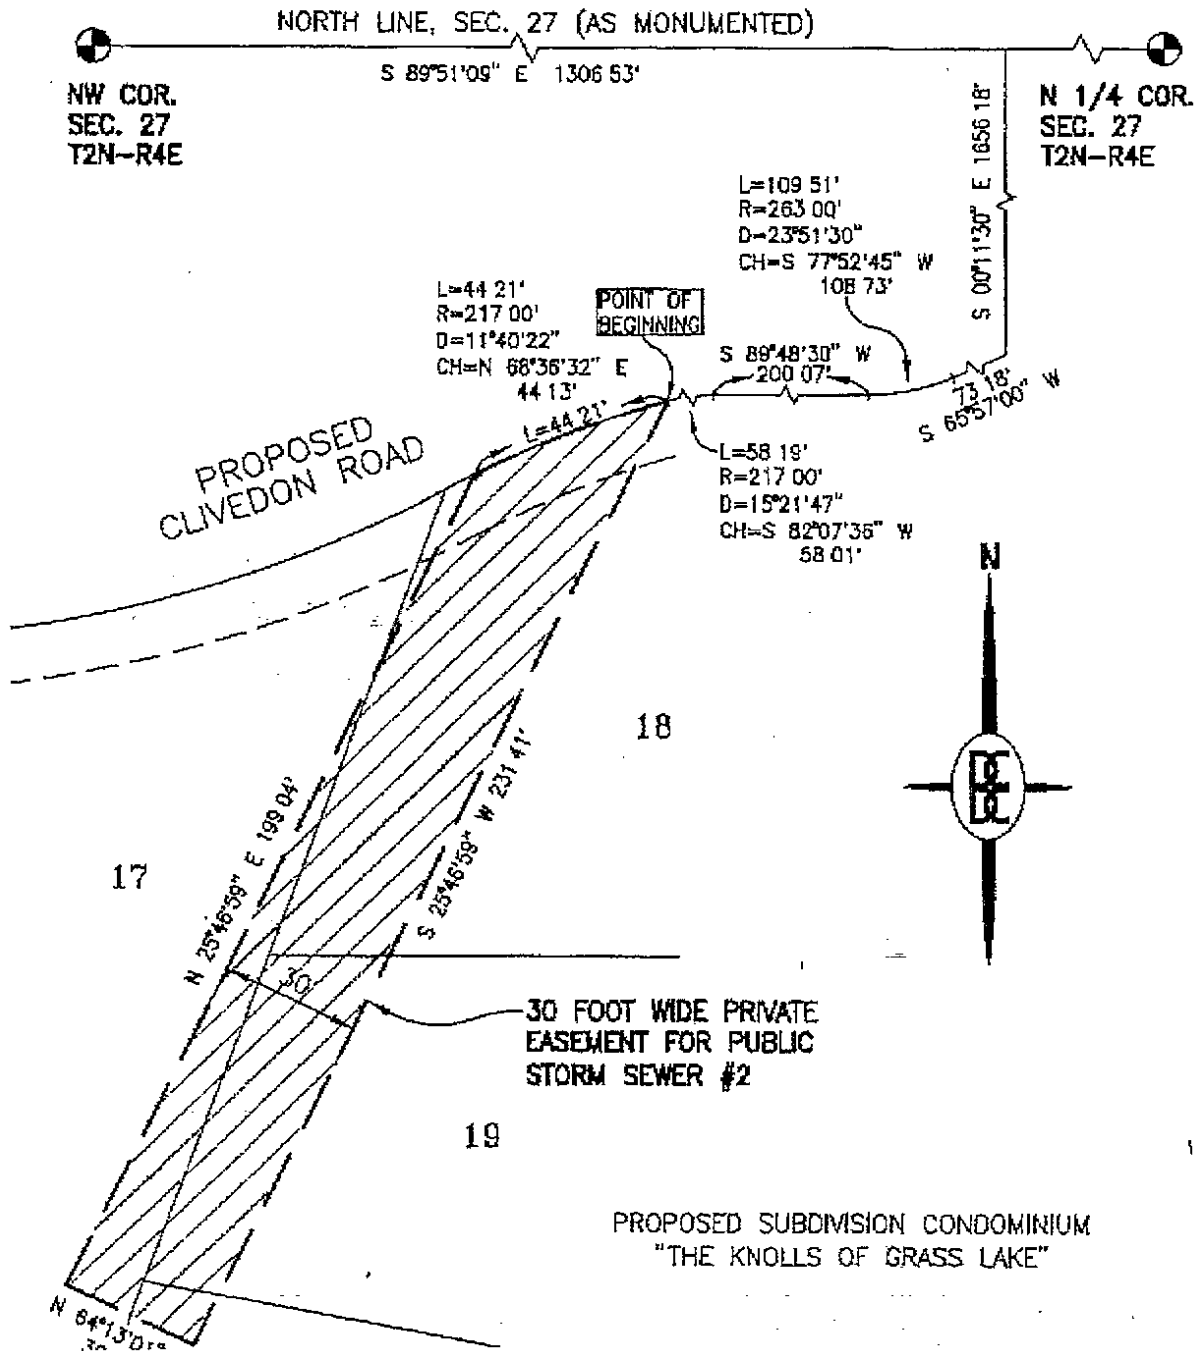 NORTH LINE, SEC. 27 (AS MONUMENTED)
S 89°51'09" E 1306 53'
NW COR.
SEC. 27
T2N-R4E
N 1/4 COR.
SEC. 27
T2N-R4E
S 00°11'30" E 1656 18'
L=109 51'
R=263 00'
D=23°51'30"
CH=S 77°52'45" W
108 73'
L=44 21'
R=217 00'
D=11°40'22"
CH=N 68°36'32" E
44 13'
POINT OF
BEGINNING
S 89°48'30" W
200 07'
73 18'
S 65°57'00" W
L=44 21'
PROPOSED
CLIVEDON ROAD
L=58 19'
R=217 00'
D=15°21'47"
CH=S 82°07'36" W
58 01'
N
18
S 25°46'59" W 231 41'
N 25°46'59" E 199 04'
17
30'
30 FOOT WIDE PRIVATE
EASEMENT FOR PUBLIC
STORM SEWER #2
19
PROPOSED SUBDIVISION CONDOMINIUM
"THE KNOLLS OF GRASS LAKE"
N 64°13'01"